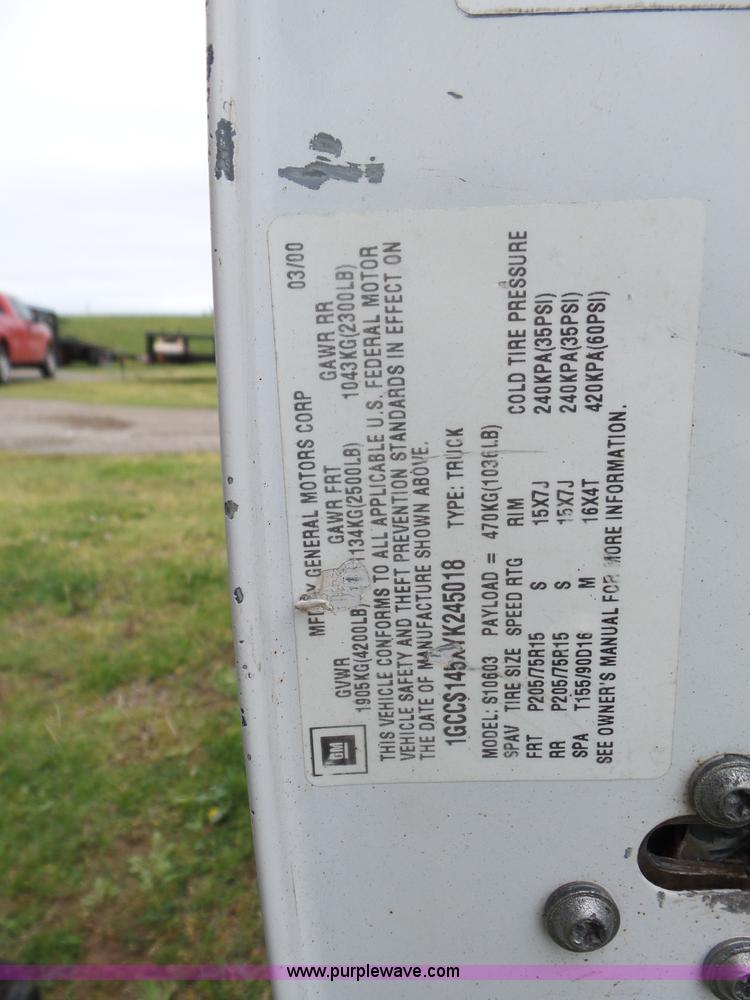 MFD BY GENERAL MOTORS CORP 03/00
GVWR GAWR FRT GAWR RR
1905KG(4200LB) 1134KG(2500LB) 1043KG(2300LB)
THIS VEHICLE CONFORMS TO ALL APPLICABLE U.S. FEDERAL MOTOR
VEHICLE SAFETY AND THEFT PREVENTION STANDARDS IN EFFECT ON
THE DATE OF MANUFACTURE SHOWN ABOVE.
1GCCS145XYK245018 TYPE: TRUCK
MODEL: S10603 PAYLOAD = 470KG(1036LB)
SPAV TIRE SIZE SPEED RTG RIM COLD TIRE PRESSURE
FRT P205/75R15 S 15X7J 240KPA(35PSI)
RR P205/75R15 S 15X7J 240KPA(35PSI)
SPA T155/90D16 M 16X4T 420KPA(60PSI)
SEE OWNER'S MANUAL FOR MORE INFORMATION.
GM
www.purplewave.com